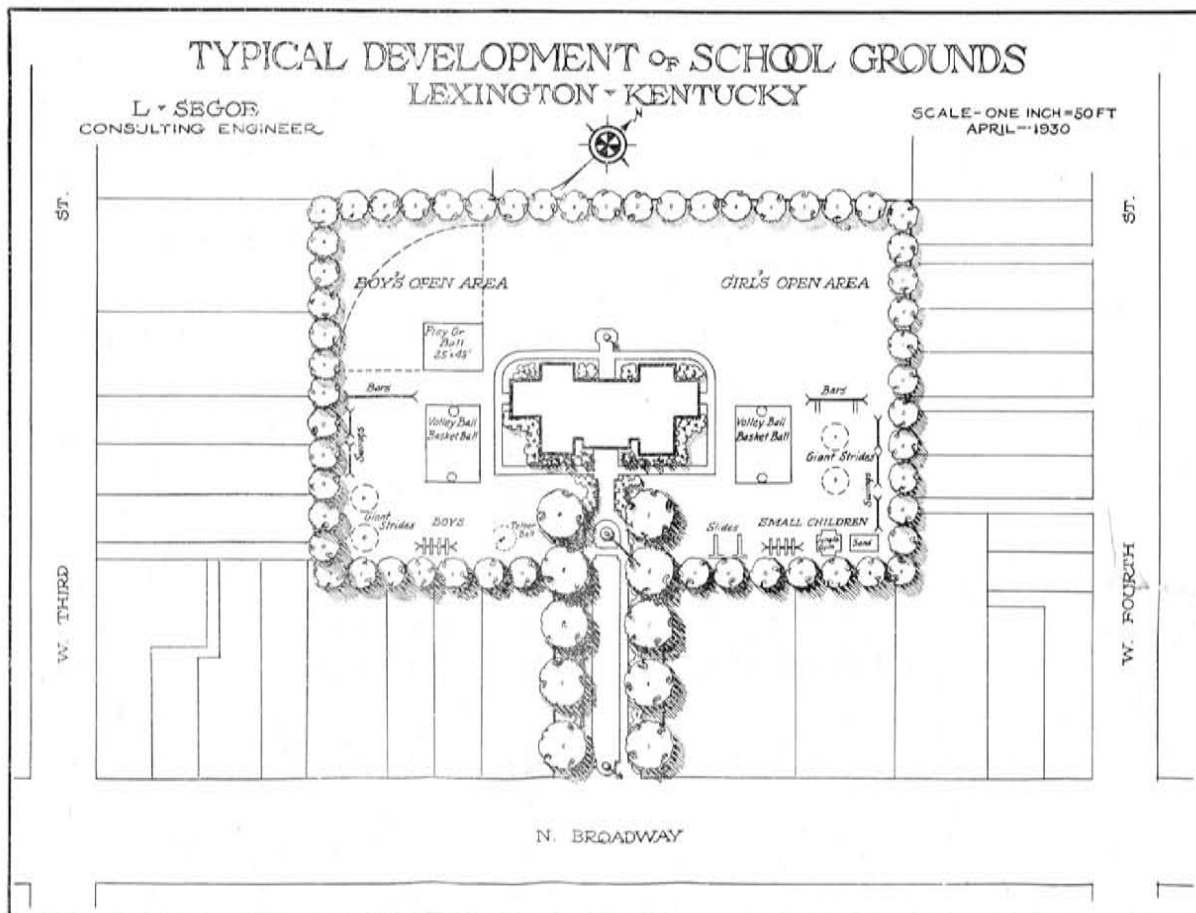 TYPICAL DEVELOPMENT OF SCHOOL GROUNDS
LEXINGTON - KENTUCKY
L - SEGOE
CONSULTING ENGINEER
SCALE - ONE INCH = 50 FT
APRIL - 1930
N
ST.
ST.
BOY'S OPEN AREA
GIRL'S OPEN AREA
Play Gr.
Ball
Bars
Bars
Volley Ball
Basket Ball
Volley Ball
Basket Ball
Swings
Giant Strides
Swings
Giant
Strides
BOYS
Tether
Ball
Slides
SMALL CHILDREN
Sand
W. THIRD
W. FOURTH
N. BROADWAY